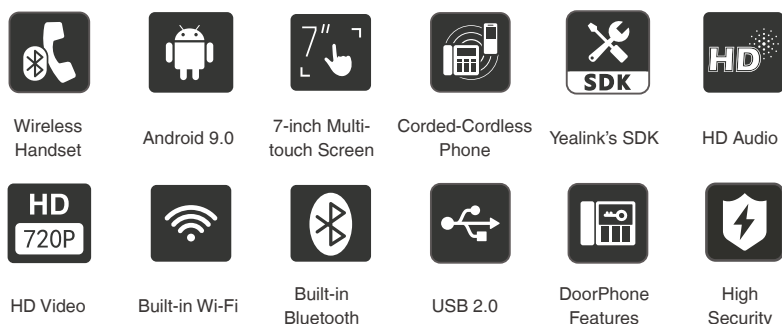 7"
SDK
HD
Wireless
Handset
Android 9.0
7-inch Multi-
touch Screen
Corded-Cordless
Phone
Yealink's SDK
HD Audio
HD
720P
HD Video
Built-in Wi-Fi
Built-in
Bluetooth
USB 2.0
DoorPhone
Features
High
Security